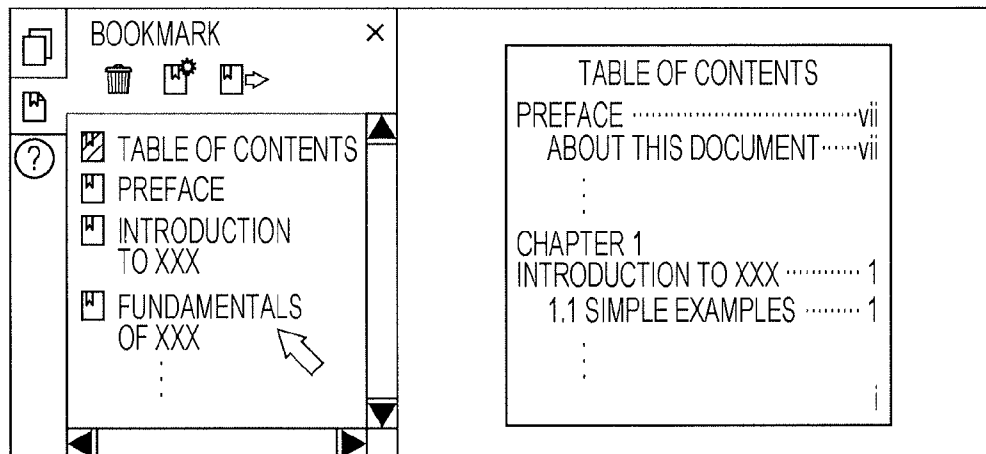 BOOKMARK
TABLE OF CONTENTS
PREFACE
INTRODUCTION
TO XXX
FUNDAMENTALS
OF XXX
TABLE OF CONTENTS
PREFACE ································ vii
ABOUT THIS DOCUMENT ······ vii
CHAPTER 1
INTRODUCTION TO XXX ··········· 1
1.1 SIMPLE EXAMPLES ········· 1
i